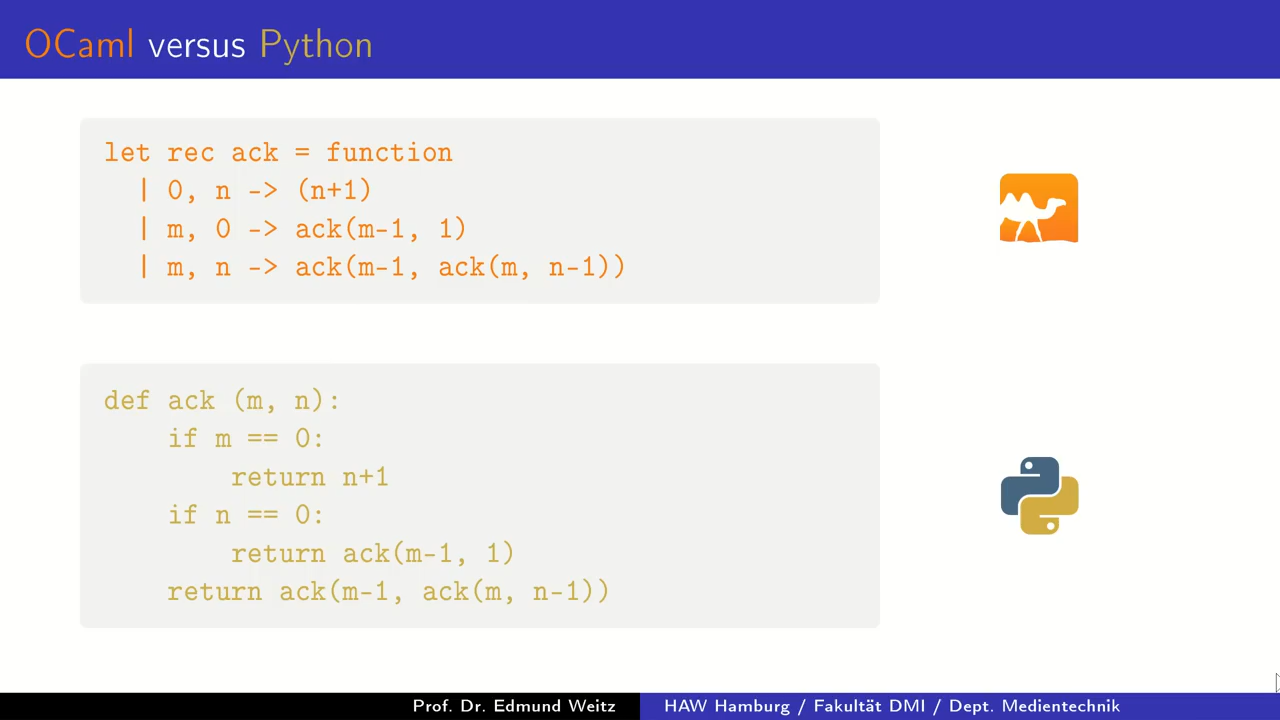 OCaml versus Python
let rec ack = function
  | 0, n -> (n+1)
  | m, 0 -> ack(m-1, 1)
  | m, n -> ack(m-1, ack(m, n-1))
def ack (m, n):
    if m == 0:
        return n+1
    if n == 0:
        return ack(m-1, 1)
    return ack(m-1, ack(m, n-1))
Prof. Dr. Edmund Weitz
HAW Hamburg / Fakultät DMI / Dept. Medientechnik